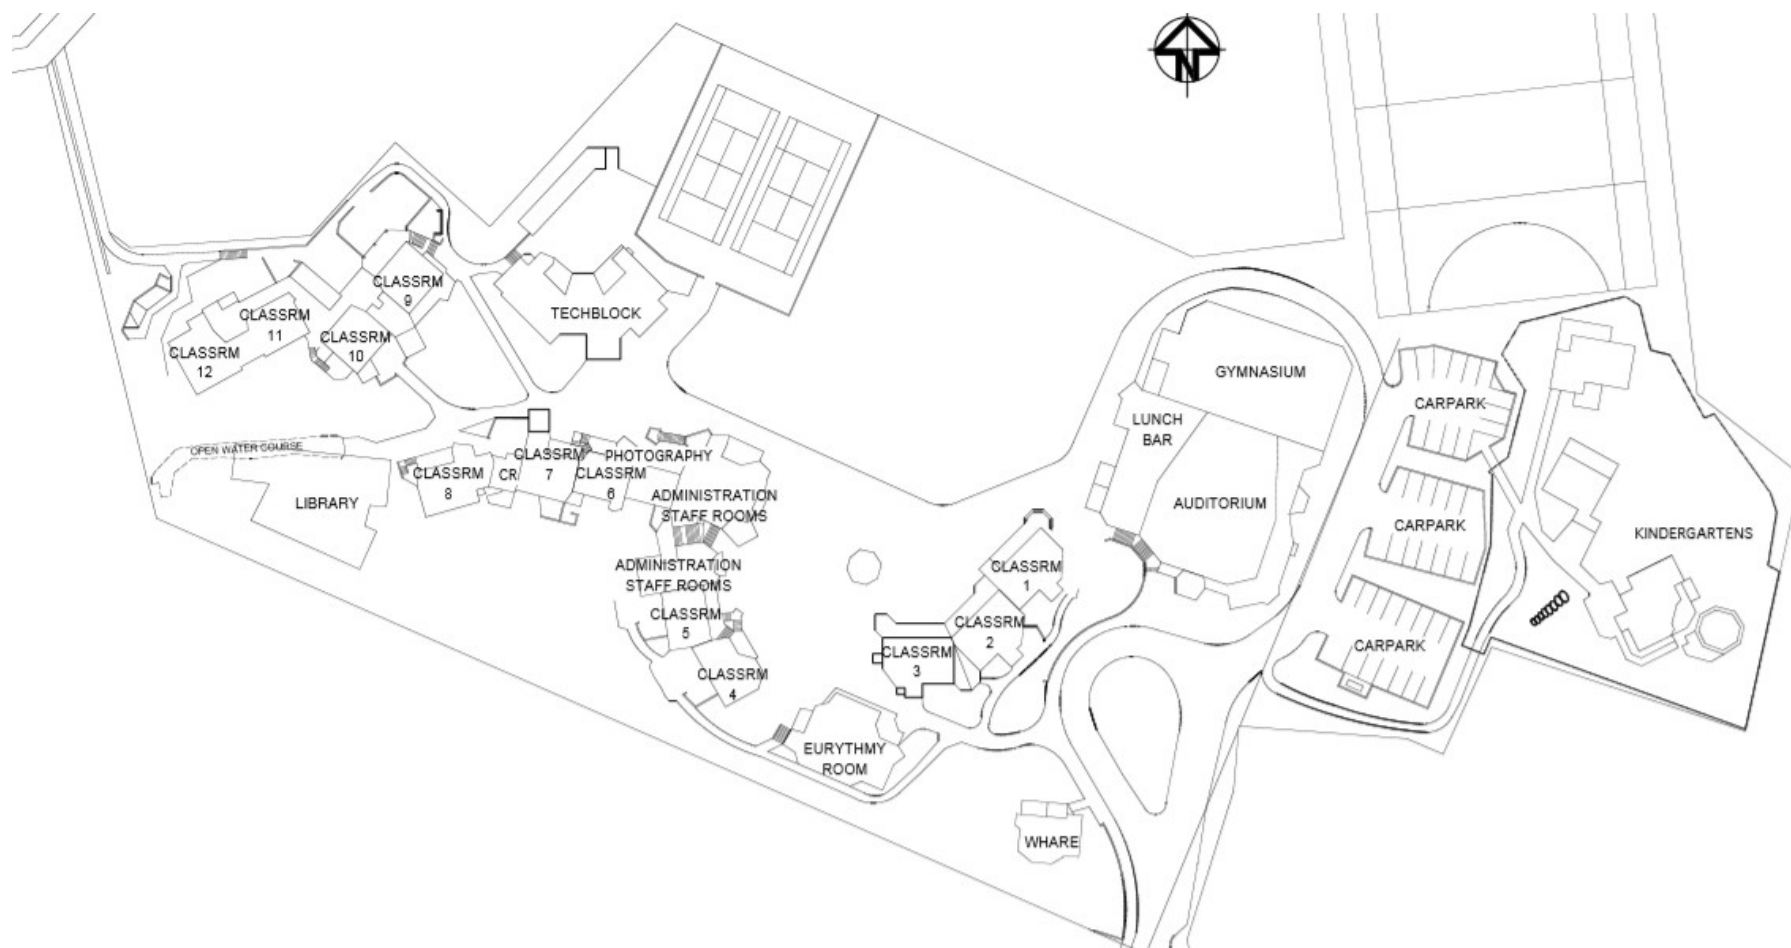 N
CLASSRM
9
CLASSRM
11
TECHBLOCK
CLASSRM
10
CLASSRM
12
GYMNASIUM
CARPARK
LUNCH
BAR
OPEN WATER COURSE
PHOTOGRAPHY
CLASSRM
7
CLASSRM
8
CR
CLASSRM
6
LIBRARY
ADMINISTRATION
STAFF ROOMS
AUDITORIUM
CARPARK
KINDERGARTENS
ADMINISTRATION
STAFF ROOMS
CLASSRM
1
CLASSRM
5
CLASSRM
2
CLASSRM
3
CARPARK
CLASSRM
4
EURYTHMY
ROOM
WHARE